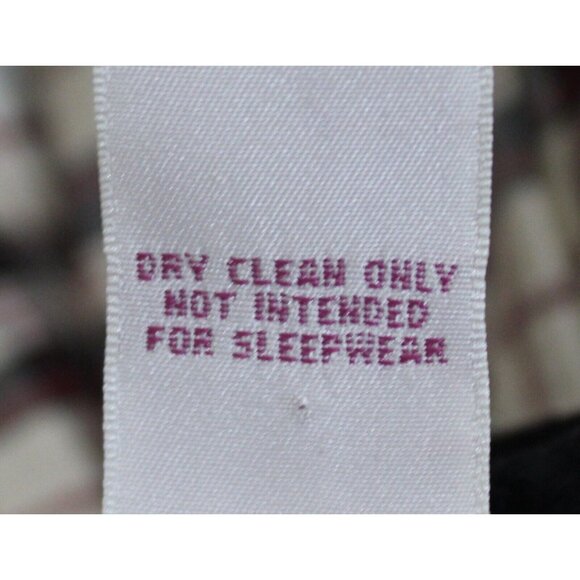 DRY CLEAN ONLY
NOT INTENDED
FOR SLEEPWEAR